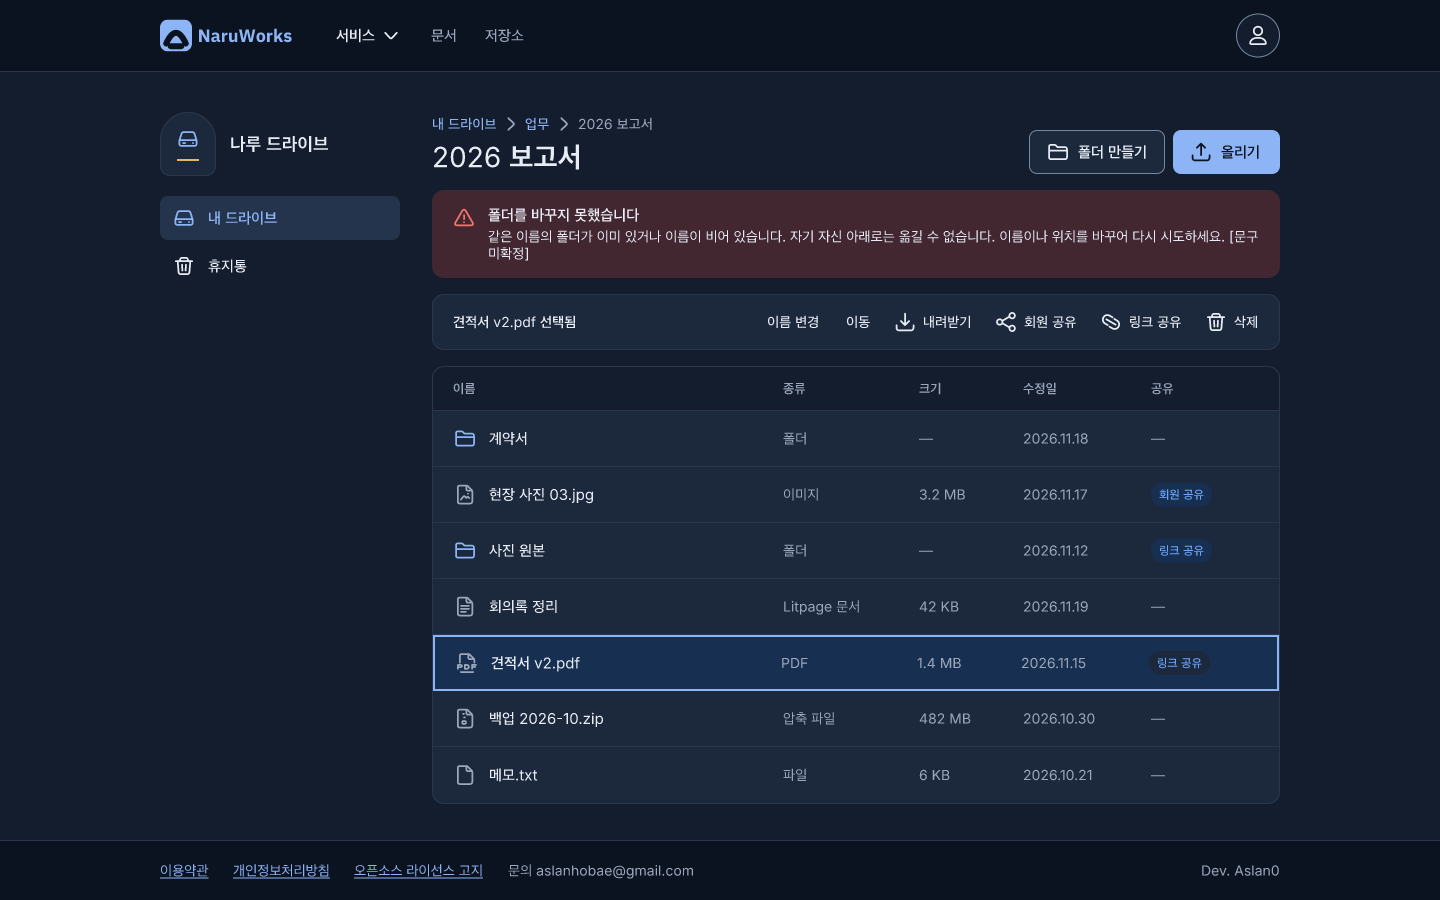 NaruWorks 서비스 문서 저장소
나루 드라이브
내 드라이브
휴지통
내 드라이브 업무 2026 보고서
2026 보고서
폴더 만들기 올리기
폴더를 바꾸지 못했습니다
같은 이름의 폴더가 이미 있거나 이름이 비어 있습니다. 자기 자신 아래로는 옮길 수 없습니다. 이름이나 위치를 바꾸어 다시 시도하세요. [문구
미확정]
견적서 v2.pdf 선택됨 이름 변경 이동 내려받기 회원 공유 링크 공유 삭제
이름 종류 크기 수정일 공유
계약서 폴더 — 2026.11.18 —
현장 사진 03.jpg 이미지 3.2 MB 2026.11.17 회원 공유
사진 원본 폴더 — 2026.11.12 링크 공유
회의록 정리 Litpage 문서 42 KB 2026.11.19 —
PDF 견적서 v2.pdf PDF 1.4 MB 2026.11.15 링크 공유
백업 2026-10.zip 압축 파일 482 MB 2026.10.30 —
메모.txt 파일 6 KB 2026.10.21 —
이용약관 개인정보처리방침 오픈소스 라이선스 고지 문의 aslanhobae@gmail.com Dev. Aslan0